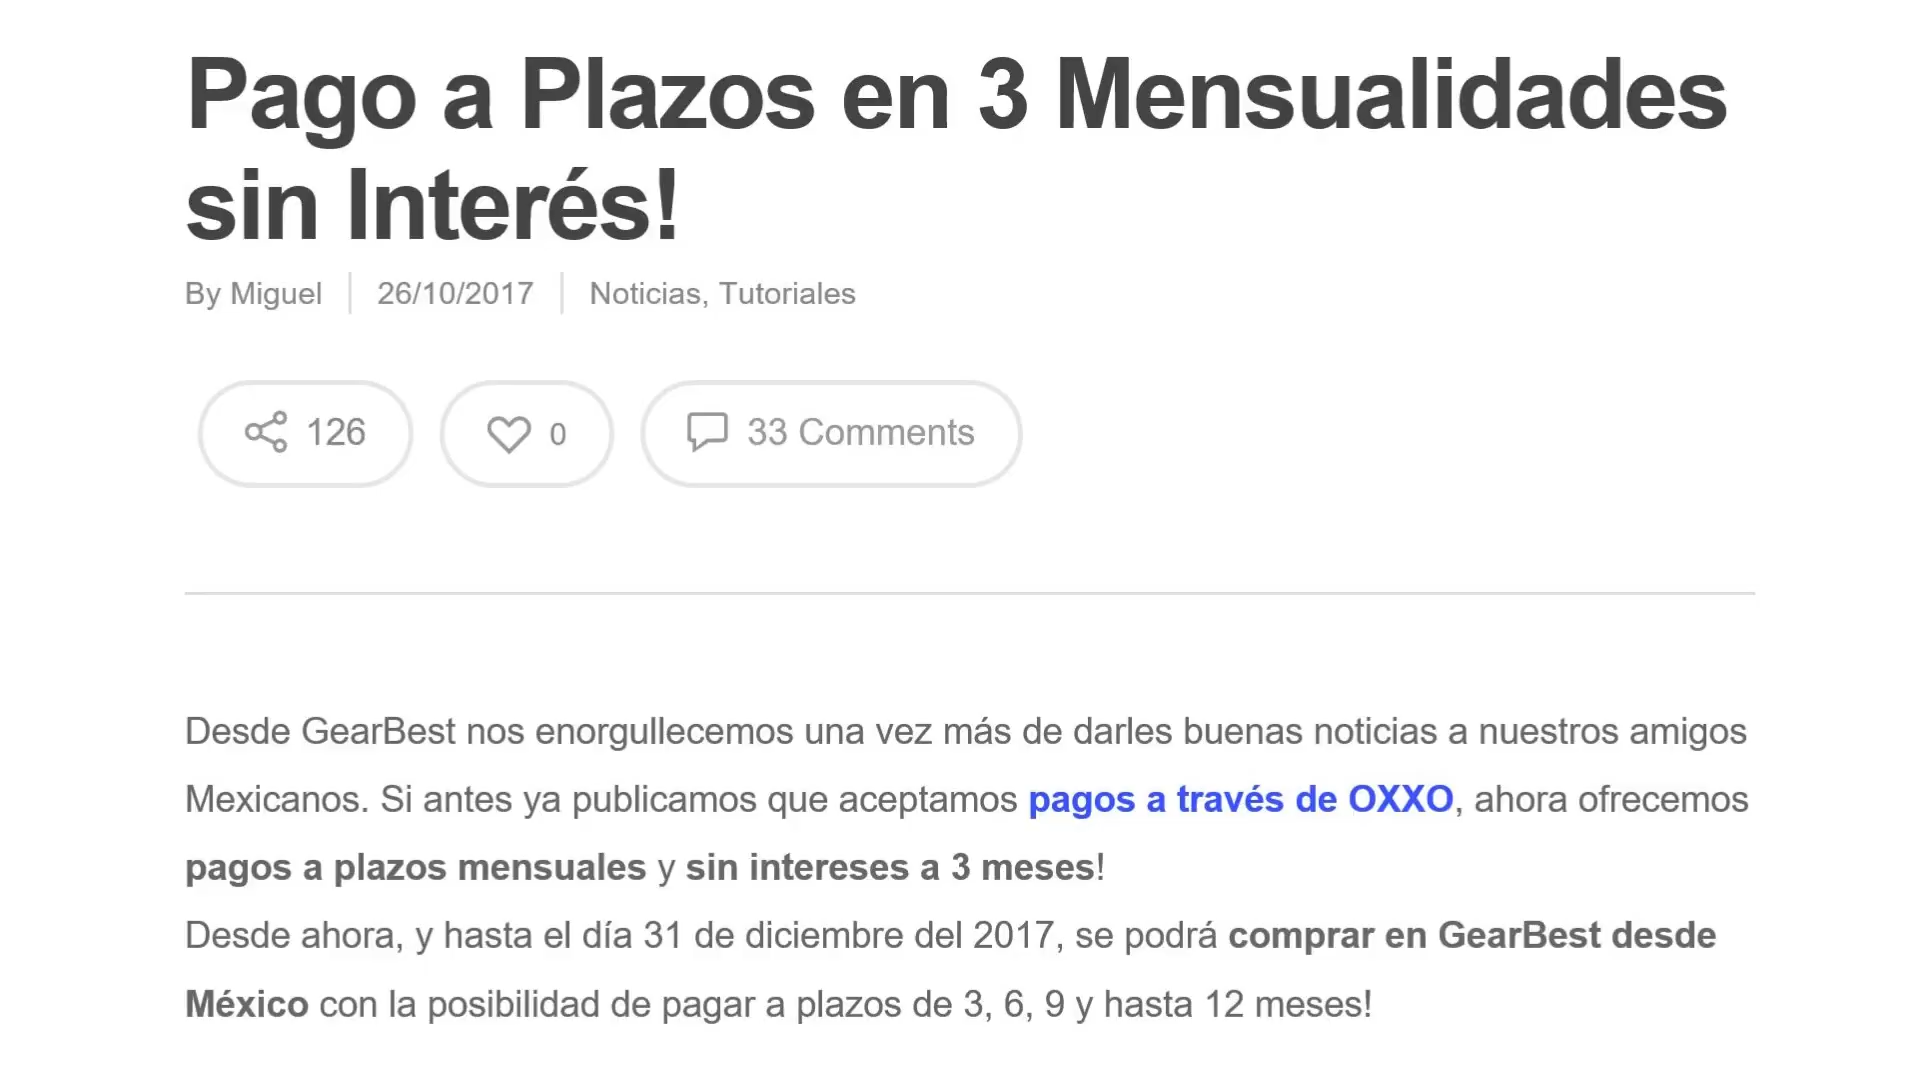 Pago a Plazos en 3 Mensualidades
sin Interés!
By Miguel 26/10/2017 Noticias, Tutoriales
126 0 33 Comments
Desde GearBest nos enorgullecemos una vez más de darles buenas noticias a nuestros amigos
Mexicanos. Si antes ya publicamos que aceptamos pagos a través de OXXO, ahora ofrecemos
pagos a plazos mensuales y sin intereses a 3 meses!
Desde ahora, y hasta el día 31 de diciembre del 2017, se podrá comprar en GearBest desde
México con la posibilidad de pagar a plazos de 3, 6, 9 y hasta 12 meses!